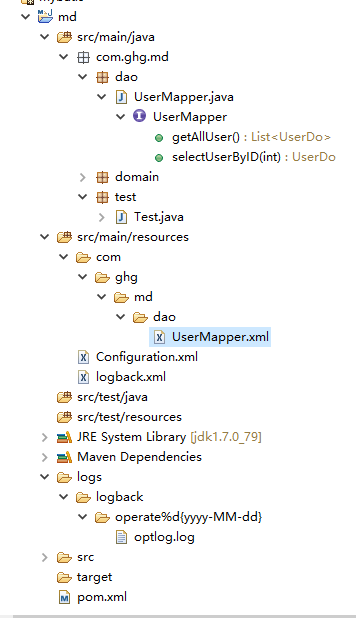 md
src/main/java
com.ghg.md
dao
UserMapper.java
UserMapper
getAllUser() : List<UserDo>
selectUserByID(int) : UserDo
domain
test
Test.java
src/main/resources
com
ghg
md
dao
UserMapper.xml
Configuration.xml
logback.xml
src/test/java
src/test/resources
JRE System Library [jdk1.7.0_79]
Maven Dependencies
logs
logback
operate%d{yyyy-MM-dd}
optlog.log
src
target
pom.xml